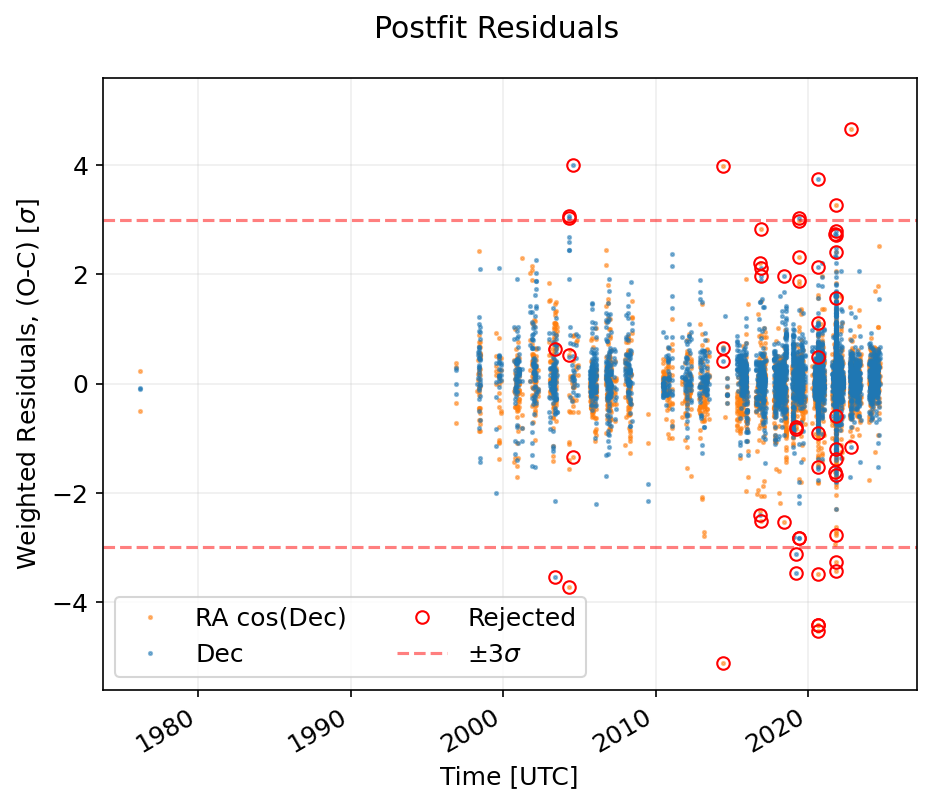 Postfit Residuals
Weighted Residuals, (O-C) [σ]
4
2
0
−2
−4
RA cos(Dec)
Dec
Rejected
±3σ
1980
1990
2000
2010
2020
Time [UTC]